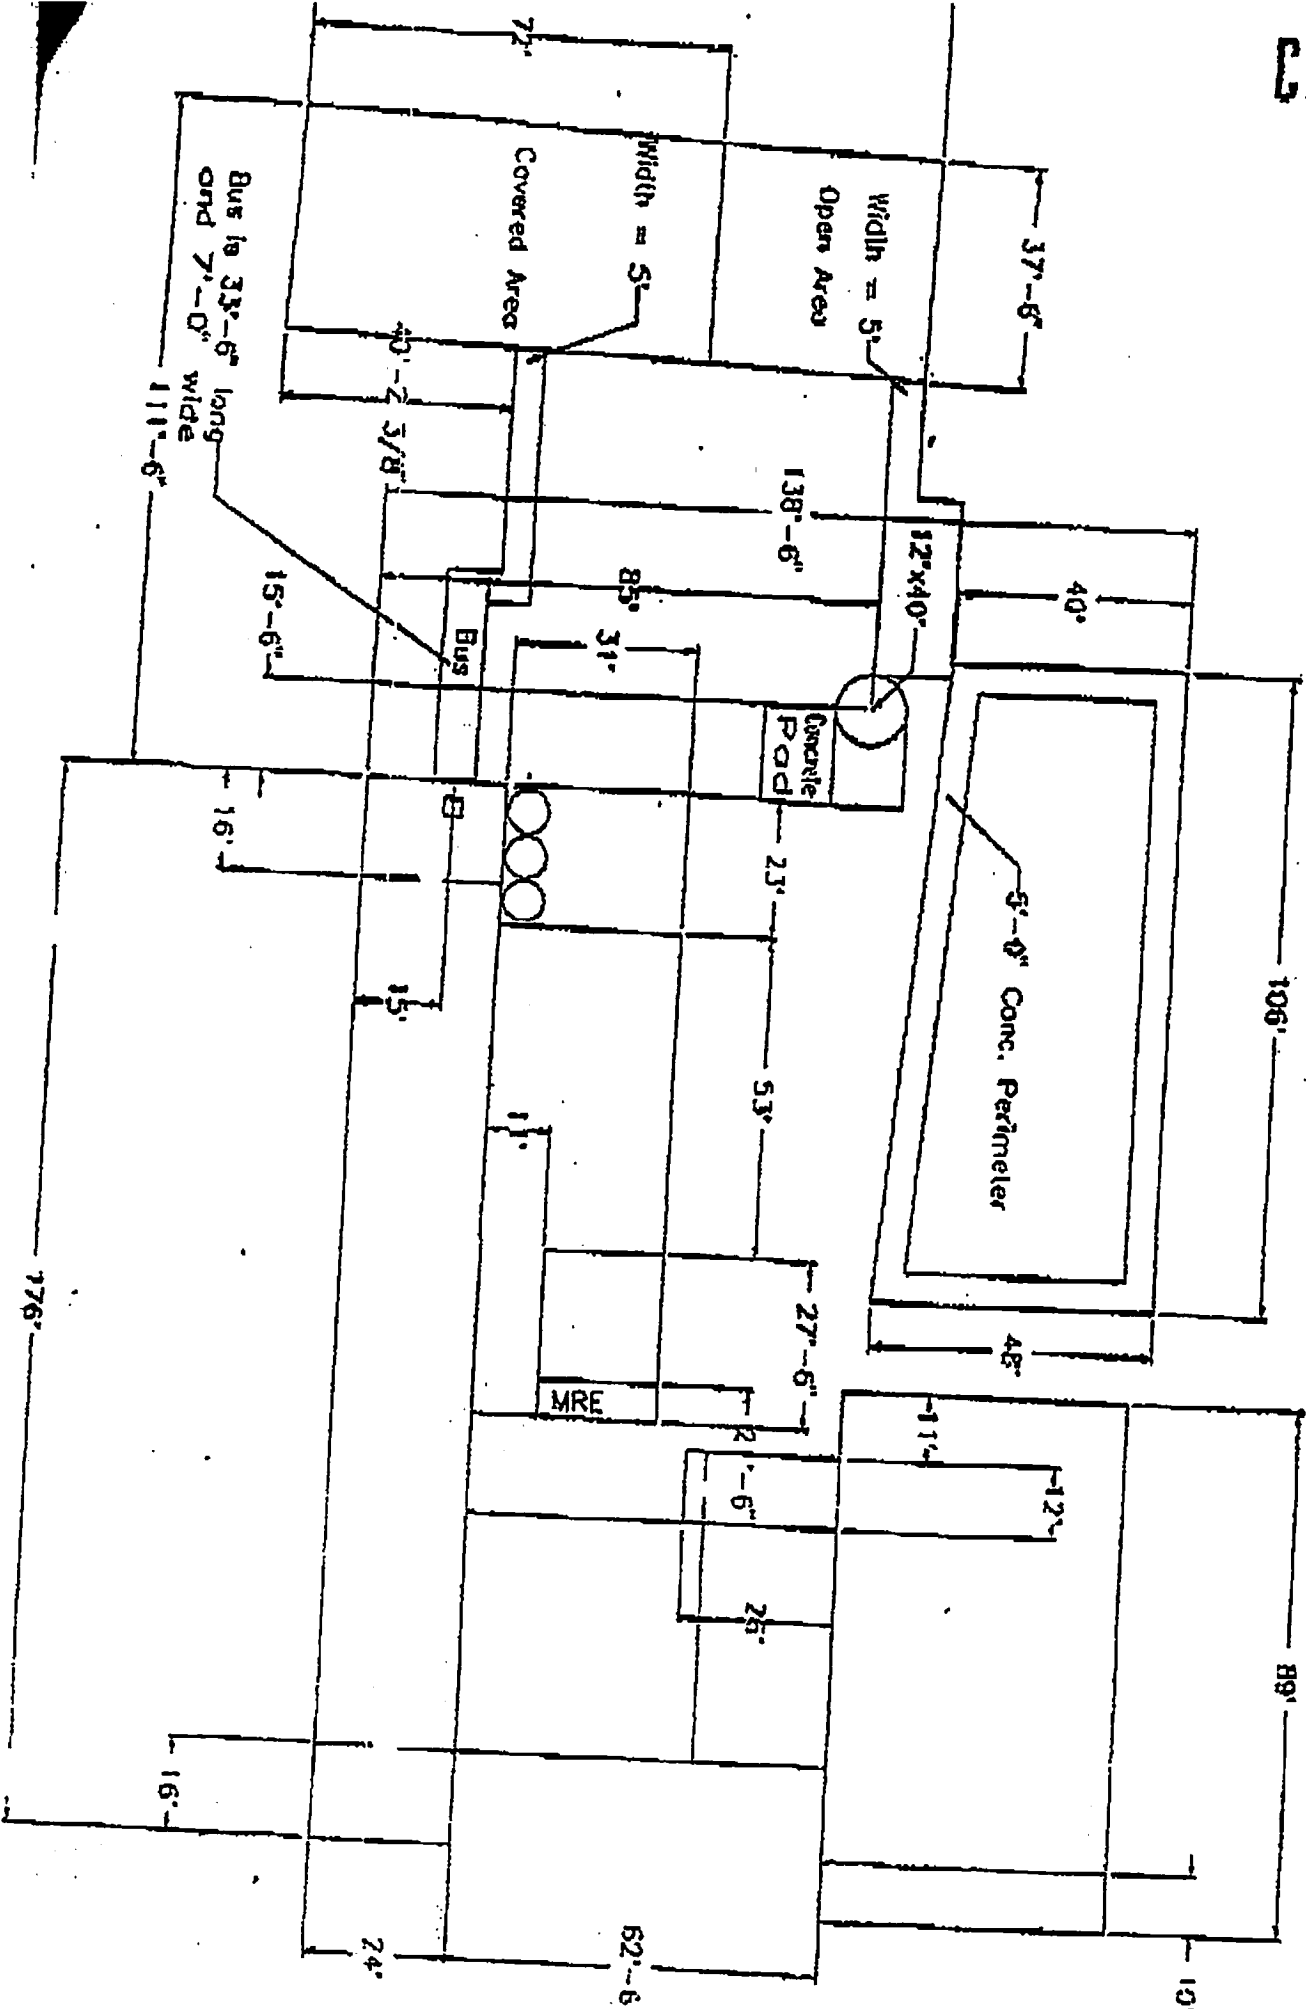 72'
37'-6"
Width = 5'
Open Area
Width = 5'
Covered Area
Bus is 33'-6" long
and 7'-0" wide
111'-6"
40'-2 3/8"
138'-6"
12'x40'
40'
85'
15'-6"
Bus
31'
Concrete
Pad
16'
23'
5'-0" Conc. Perimeter
106'
15'
53'
11'
176'
27'-6"
48'
MRE
11'
12'
26'
89'
16'
24'
62'-6
10